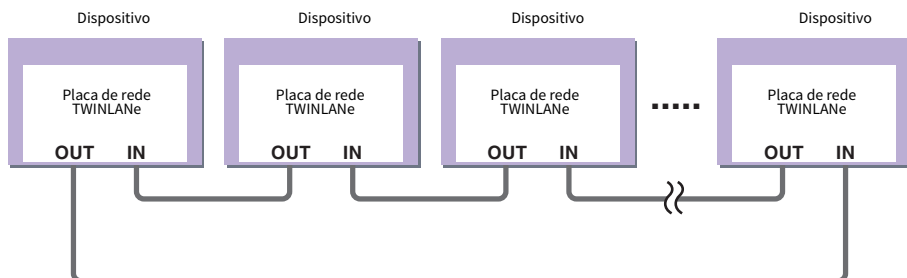 Dispositivo Dispositivo Dispositivo Dispositivo
Placa de rede Placa de rede Placa de rede Placa de rede
TWINLANe TWINLANe TWINLANe TWINLANe
.....
OUT IN OUT IN OUT IN OUT IN